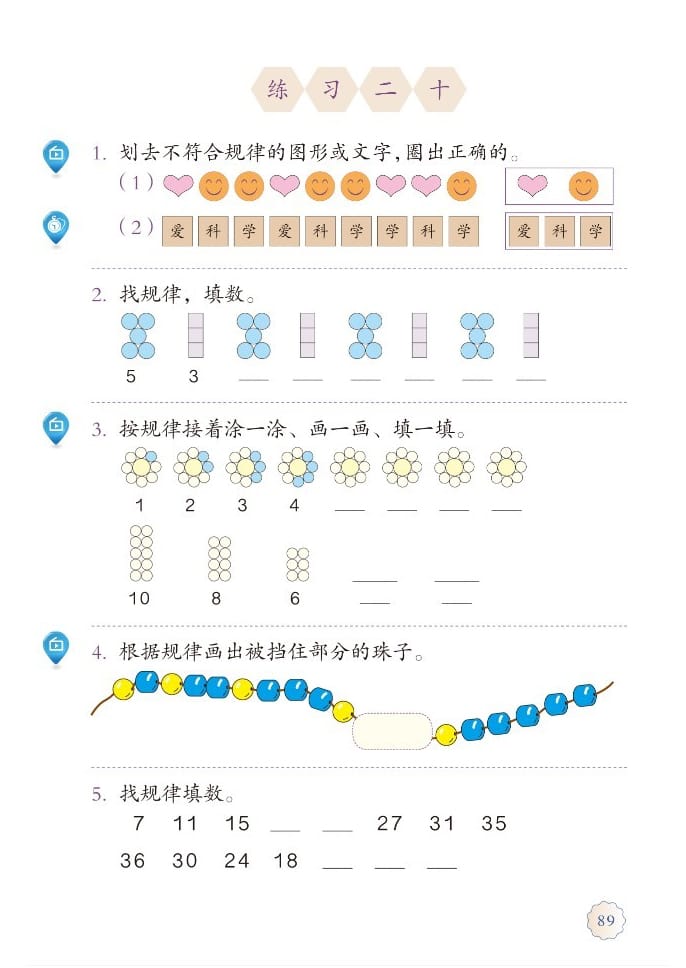 练习二十
1. 划去不符合规律的图形或文字,圈出正确的。
(1)
(2) 爱 科 学 爱 科 学 学 科 学 爱 科 学
2. 找规律，填数。
5 3 ___ ___ ___ ___ ___ ___
3. 按规律接着涂一涂、画一画、填一填。
1 2 3 4 ___ ___ ___ ___
10 8 6 ___ ___
4. 根据规律画出被挡住部分的珠子。
5. 找规律填数。
7 11 15 ___ ___ 27 31 35
36 30 24 18 ___ ___ ___
89